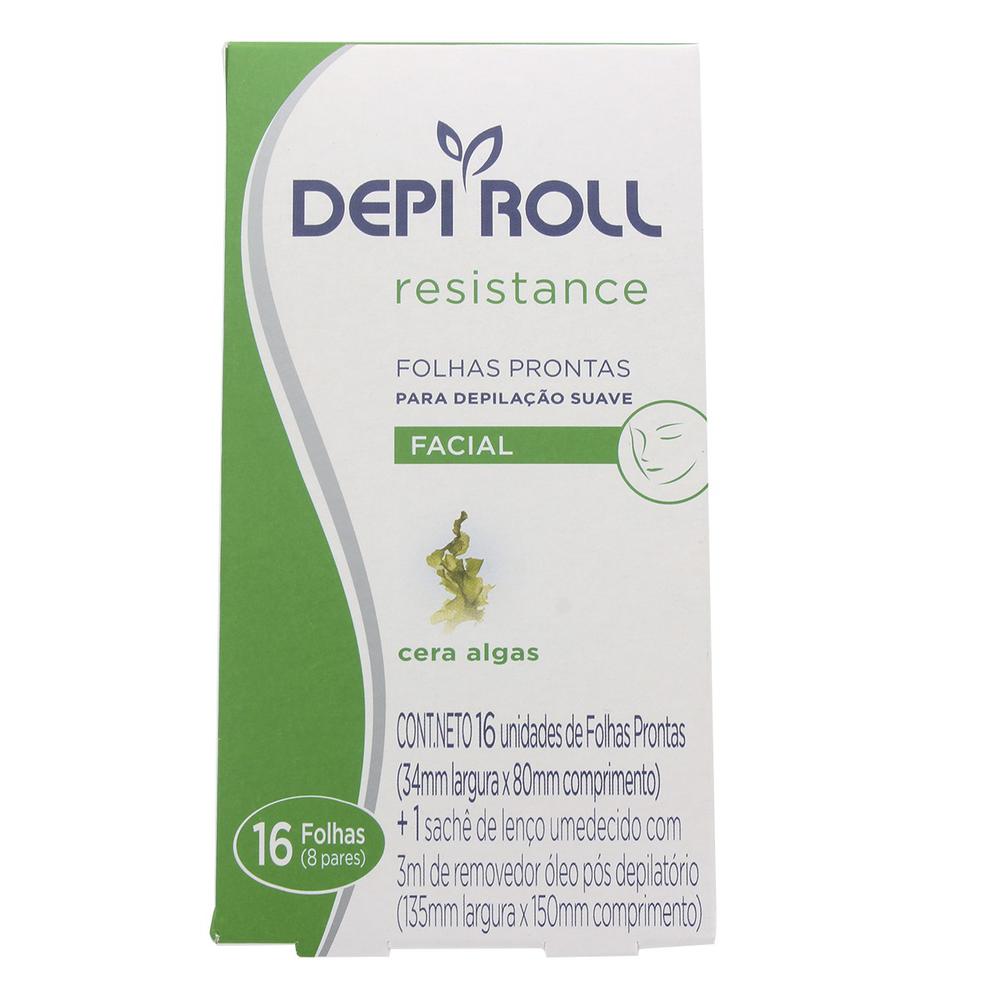 DEPI ROLL
resistance
FOLHAS PRONTAS
PARA DEPILAÇÃO SUAVE
FACIAL
cera algas
CONT.NETO 16 unidades de Folhas Prontas
(34mm largura x 80mm comprimento)
+ 1 sachê de lenço umedecido com
3ml de removedor óleo pós depilatório
(135mm largura x 150mm comprimento)
16 Folhas
(8 pares)